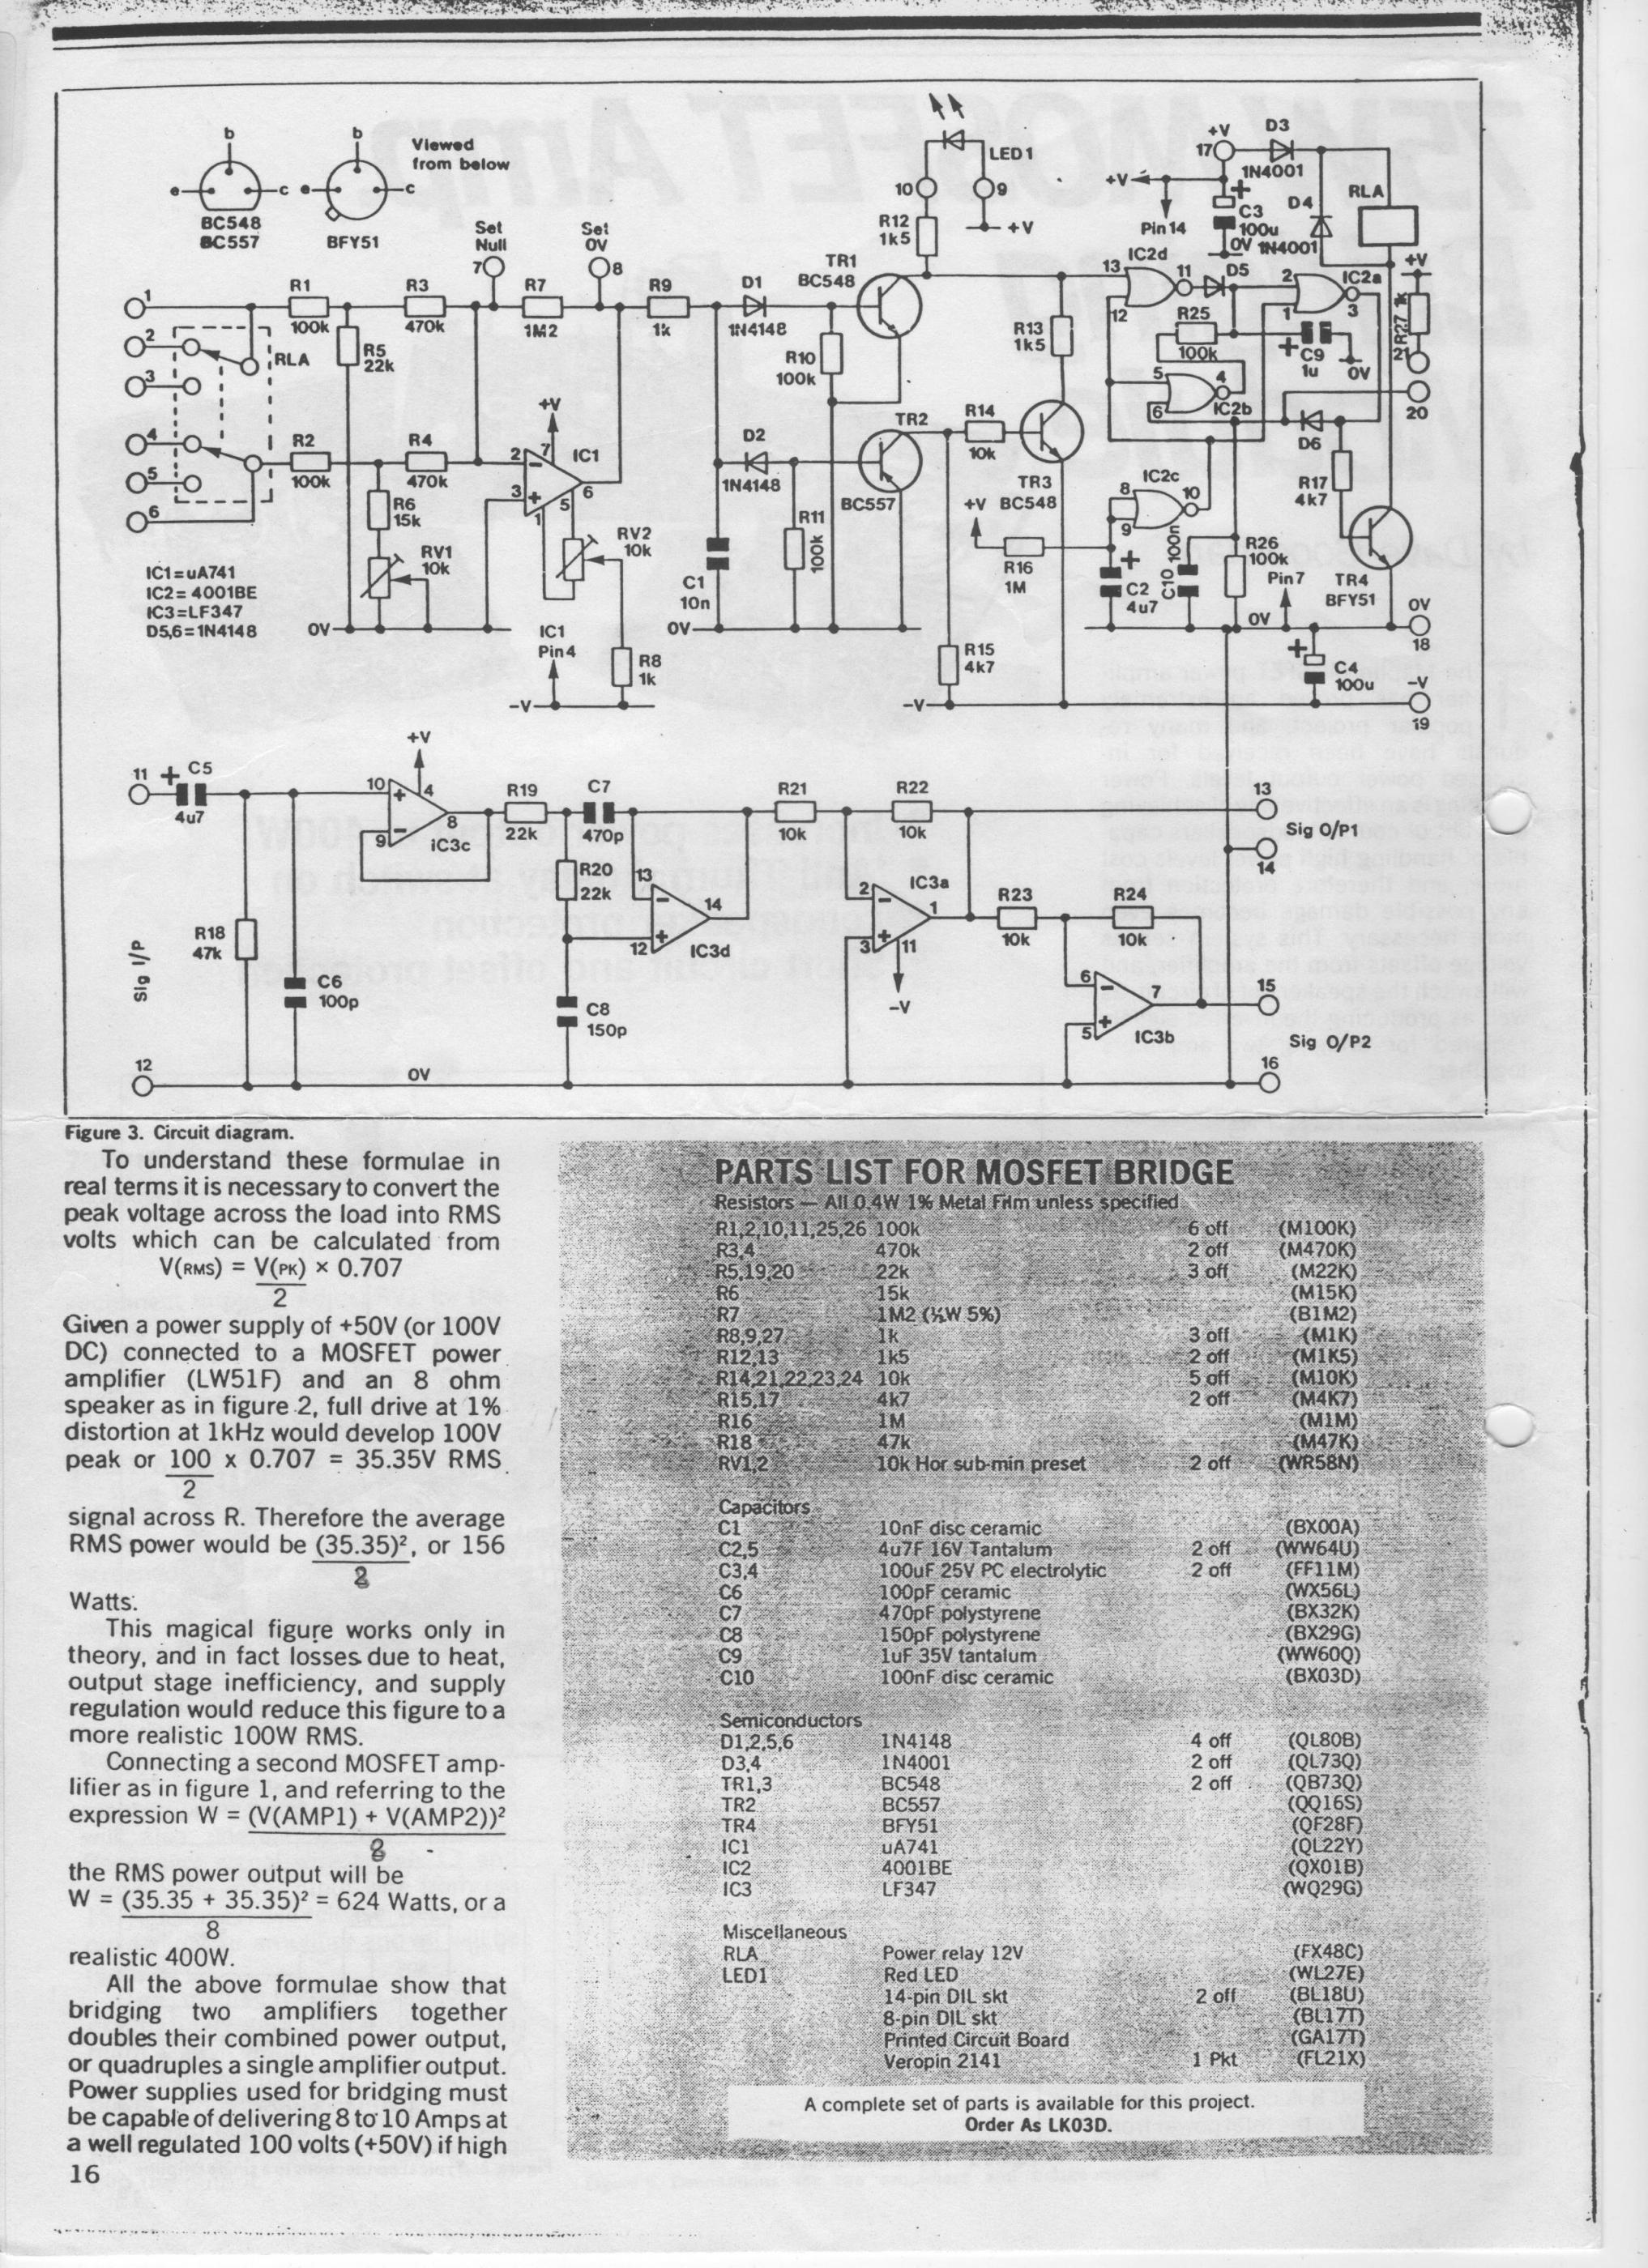 b
b
Viewed
from below
e
c
e
c
BC548
BC557
BFY51
Set
Null
7
Set
0V
8
LED1
10
9
+V
R12
1k5
+V
17
D3
1N4001
+V
Pin14
C3
100u
0V
D4
1N4001
RLA
+V
1
R1
100k
R3
470k
R7
1M2
R9
1k
D1
1N4148
TR1
BC548
13
IC2d
11
D5
2
IC2a
12
1
3
R27 1k
21
2
RLA
R5
22k
R10
100k
R13
1k5
R25
100k
C9
1u
0V
3
+V
5
4
6
IC2b
20
4
R2
100k
R4
470k
2
7
IC1
D2
1N4148
TR2
BC557
R14
10k
D6
5
3
1
5
6
TR3
BC548
8
IC2c
10
9
R17
4k7
6
R6
15k
RV1
10k
RV2
10k
R11
100k
+V
R16
1M
C10 100n
R26
100k
Pin7
TR4
BFY51
IC1=uA741
IC2= 4001BE
IC3=LF347
D5,6=1N4148
C1
10n
C2
4u7
0V
0V
0V
0V
18
IC1
Pin4
R8
1k
R15
4k7
C4
100u
-V
-V
-V
19
+V
11
C5
4u7
10
4
8
9
IC3c
R19
22k
C7
470p
R21
10k
R22
10k
13
Sig O/P1
14
R20
22k
13
14
12
IC3d
2
IC3a
1
3
11
-V
R23
10k
R24
10k
R18
47k
Sig I/P
C6
100p
C8
150p
6
7
5
IC3b
15
Sig O/P2
12
0V
16
Figure 3. Circuit diagram.
To understand these formulae in
real terms it is necessary to convert the
peak voltage across the load into RMS
volts which can be calculated from
V(RMS) = V(PK) × 0.707
2
Given a power supply of +50V (or 100V
DC) connected to a MOSFET power
amplifier (LW51F) and an 8 ohm
speaker as in figure 2, full drive at 1%
distortion at 1kHz would develop 100V
peak or 100 x 0.707 = 35.35V RMS
2
signal across R. Therefore the average
RMS power would be (35.35)², or 156
Watts.
This magical figure works only in
theory, and in fact losses due to heat,
output stage inefficiency, and supply
regulation would reduce this figure to a
more realistic 100W RMS.
Connecting a second MOSFET amp-
lifier as in figure 1, and referring to the
expression W = (V(AMP1) + V(AMP2))²
8
the RMS power output will be
W = (35.35 + 35.35)² = 624 Watts, or a
8
realistic 400W.
All the above formulae show that
bridging two amplifiers together
doubles their combined power output,
or quadruples a single amplifier output.
Power supplies used for bridging must
be capable of delivering 8 to 10 Amps at
a well regulated 100 volts (+50V) if high
16
PARTS LIST FOR MOSFET BRIDGE
Resistors — All 0.4W 1% Metal Film unless specified
R1,2,10,11,25,26 100k 6 off (M100K)
R3,4 470k 2 off (M470K)
R5,19,20 22k 3 off (M22K)
R6 15k (M15K)
R7 1M2 (½W 5%) (B1M2)
R8,9,27 1k 3 off (M1K)
R12,13 1k5 2 off (M1K5)
R14,21,22,23,24 10k 5 off (M10K)
R15,17 4k7 2 off (M4K7)
R16 1M (M1M)
R18 47k (M47K)
RV1,2 10k Hor sub-min preset 2 off (WR58N)
Capacitors
C1 10nF disc ceramic (BX00A)
C2,5 4u7F 16V Tantalum 2 off (WW64U)
C3,4 100uF 25V PC electrolytic 2 off (FF11M)
C6 100pF ceramic (WX56L)
C7 470pF polystyrene (BX32K)
C8 150pF polystyrene (BX29G)
C9 1uF 35V tantalum (WW60Q)
C10 100nF disc ceramic (BX03D)
Semiconductors
D1,2,5,6 1N4148 4 off (QL80B)
D3,4 1N4001 2 off (QL73Q)
TR1,3 BC548 2 off (QB73Q)
TR2 BC557 (QQ16S)
TR4 BFY51 (QF28F)
IC1 uA741 (QL22Y)
IC2 4001BE (QX01B)
IC3 LF347 (WQ29G)
Miscellaneous
RLA Power relay 12V (FX48C)
LED1 Red LED (WL27E)
14-pin DIL skt 2 off (BL18U)
8-pin DIL skt (BL17T)
Printed Circuit Board (GA17T)
Veropin 2141 1 Pkt (FL21X)
A complete set of parts is available for this project.
Order As LK03D.